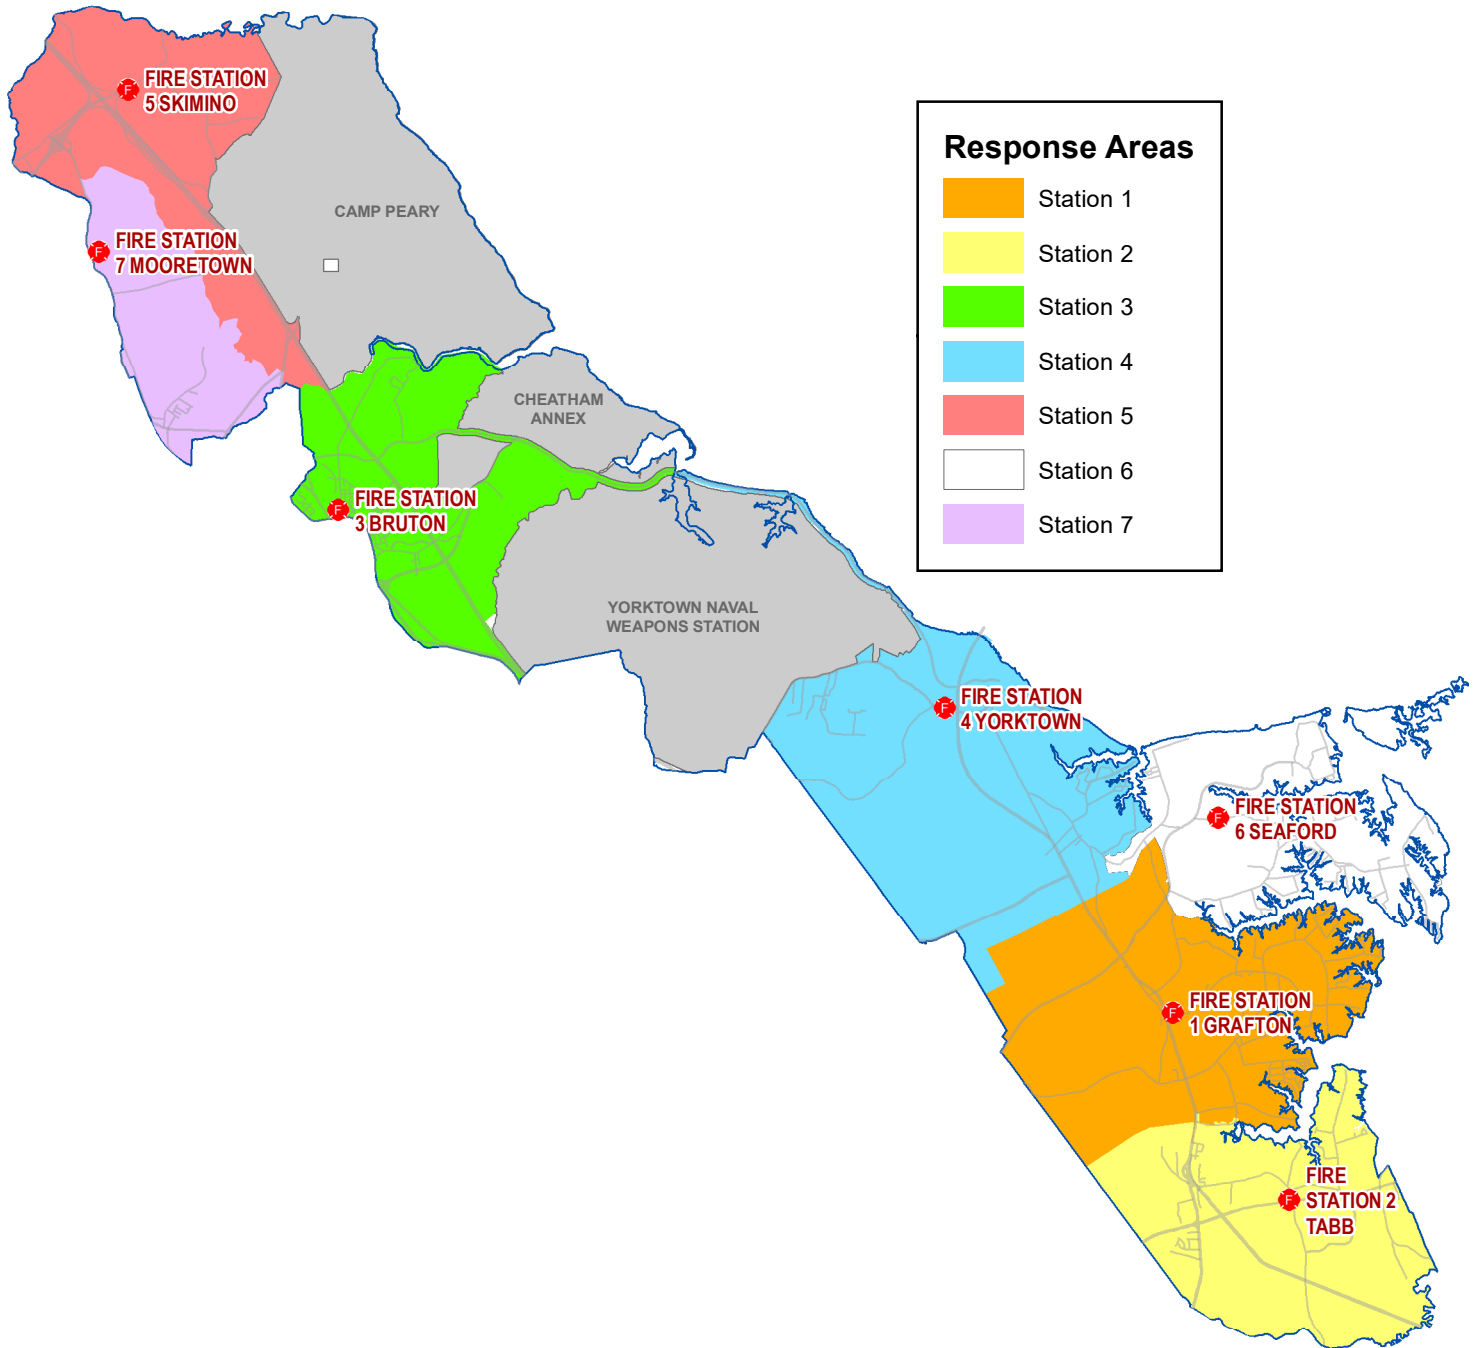 FIRE STATION
5 SKIMINO
Response Areas
Station 1
Station 2
Station 3
Station 4
Station 5
Station 6
Station 7
CAMP PEARY
FIRE STATION
7 MOORETOWN
CHEATHAM
ANNEX
FIRE STATION
3 BRUTON
YORKTOWN NAVAL
WEAPONS STATION
FIRE STATION
4 YORKTOWN
FIRE STATION
6 SEAFORD
FIRE STATION
1 GRAFTON
FIRE
STATION 2
TABB
F
F
F
F
F
F
F